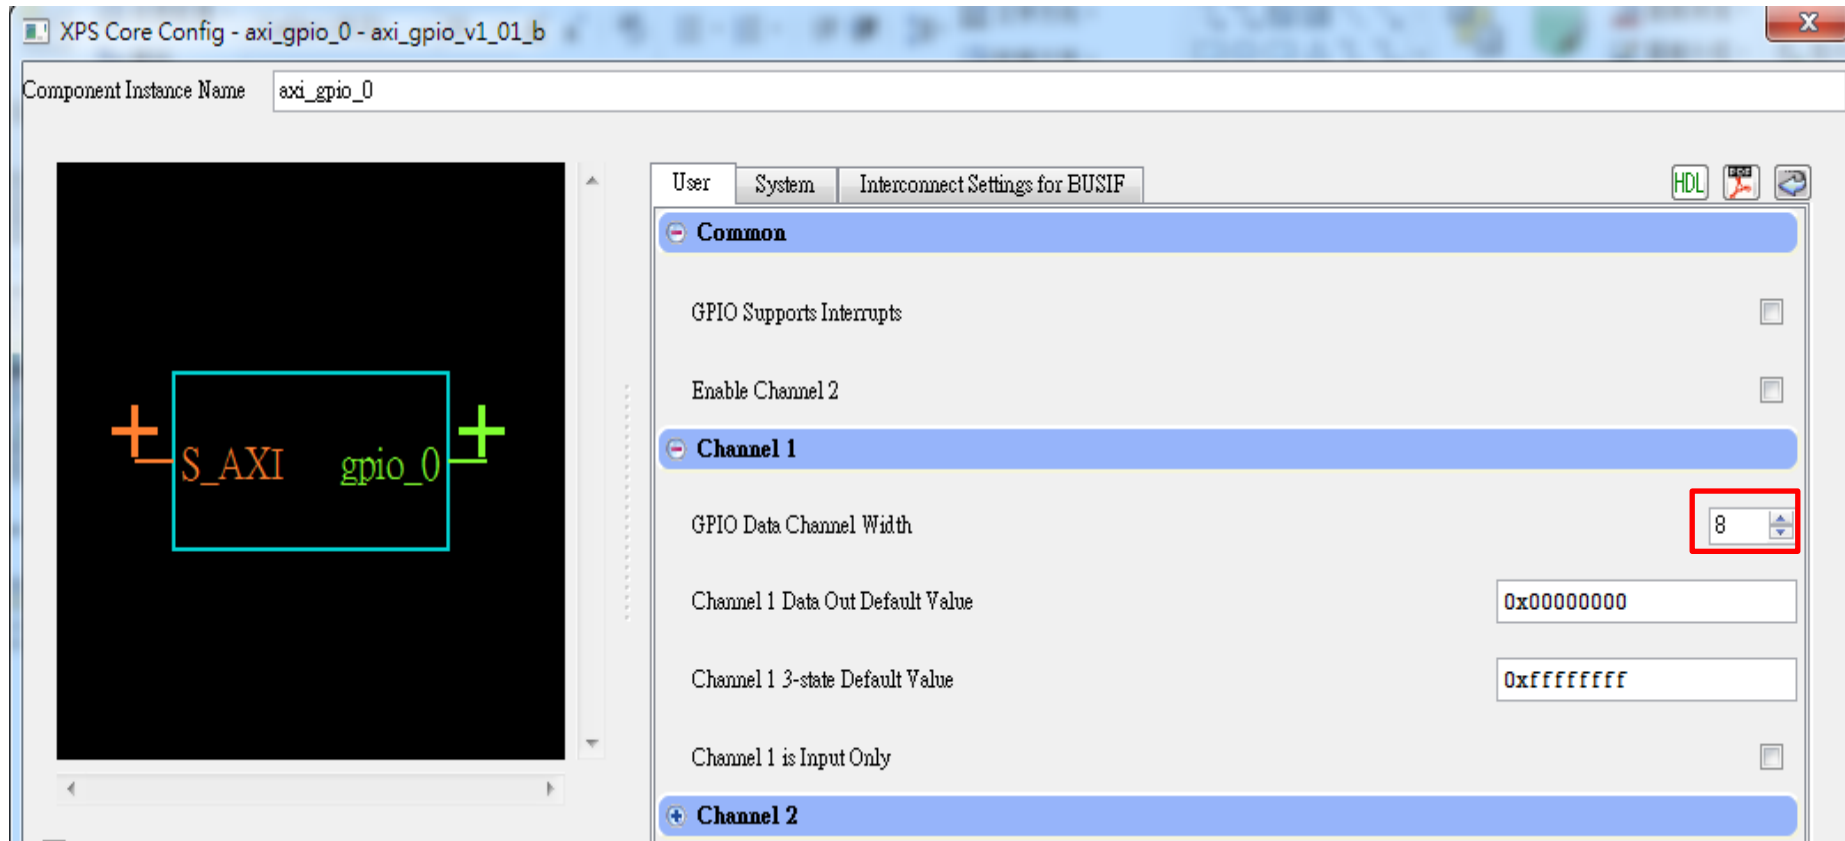 XPS Core Config - axi_gpio_0 - axi_gpio_v1_01_b
X
Component Instance Name axi_gpio_0
User System Interconnect Settings for BUSIF HDL PDF
Common
GPIO Supports Interrupts
Enable Channel 2
Channel 1
S_AXI gpio_0
GPIO Data Channel Width 8
Channel 1 Data Out Default Value 0x00000000
Channel 1 3-state Default Value 0xffffffff
Channel 1 is Input Only
Channel 2